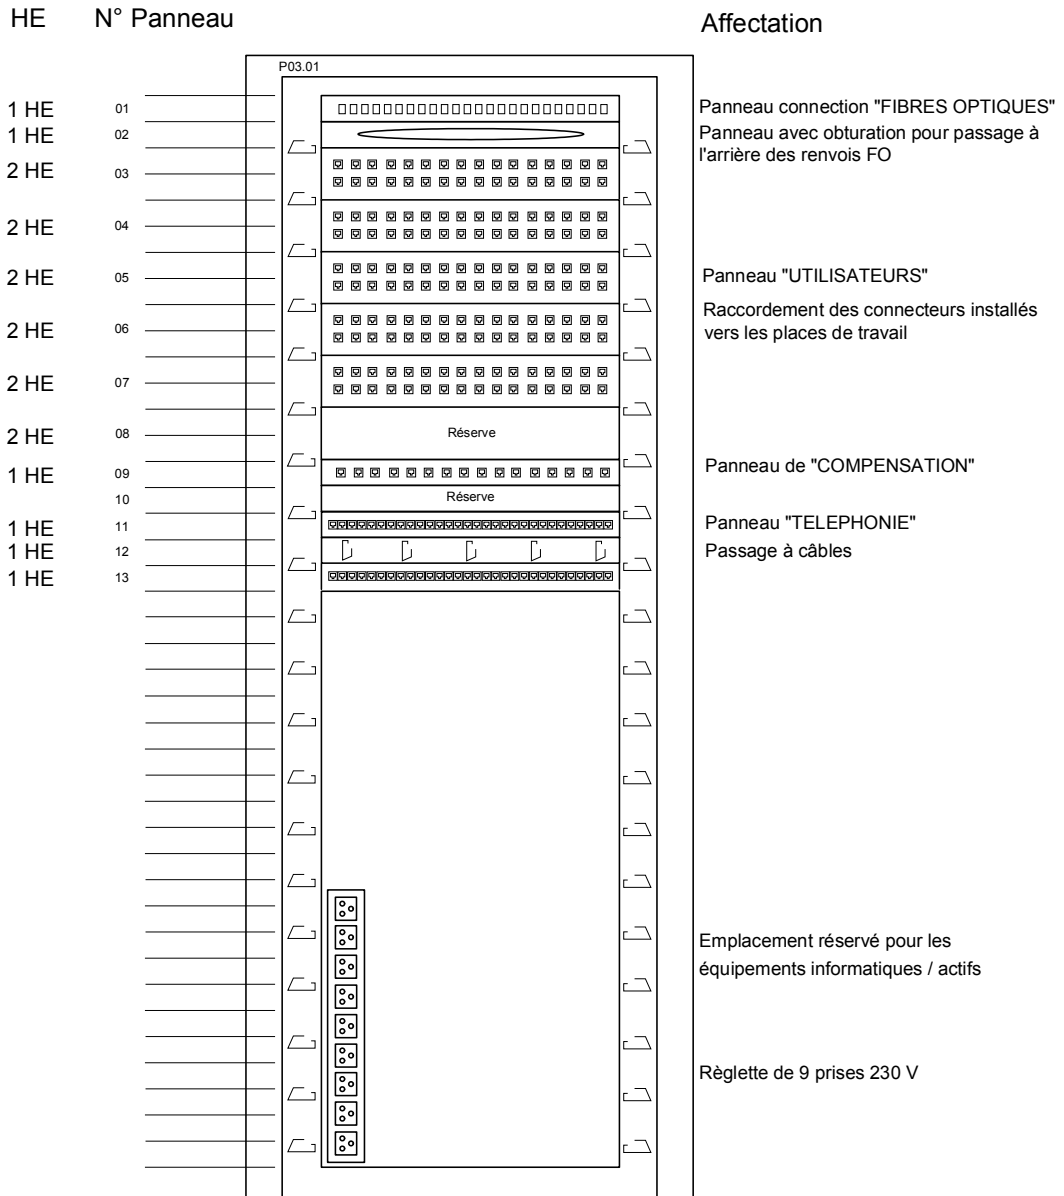 HE N° Panneau Affectation
P03.01
1 HE 01 Panneau connection "FIBRES OPTIQUES"
1 HE 02 Panneau avec obturation pour passage à
l'arrière des renvois FO
2 HE 03
2 HE 04
2 HE 05 Panneau "UTILISATEURS"
Raccordement des connecteurs installés
2 HE 06 vers les places de travail
2 HE 07
2 HE 08 Réserve
1 HE 09 Panneau de "COMPENSATION"
10 Réserve
1 HE 11 Panneau "TELEPHONIE"
1 HE 12 Passage à câbles
1 HE 13
Emplacement réservé pour les
équipements informatiques / actifs
Règlette de 9 prises 230 V